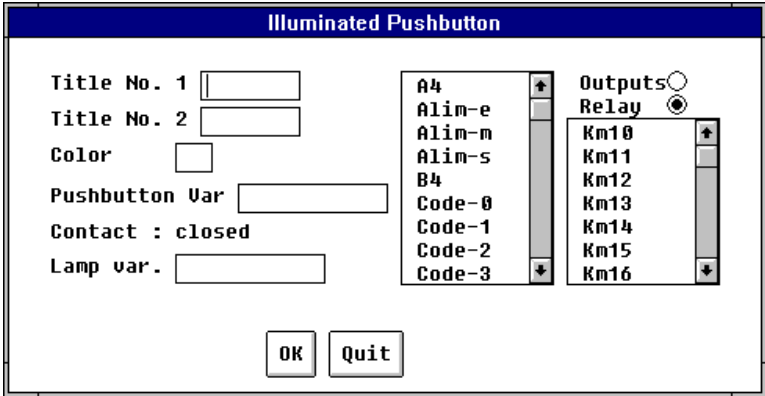 Illuminated Pushbutton
Title No. 1
Title No. 2
Color
Pushbutton Var
Contact : closed
Lamp var.
A4
Alim-e
Alim-m
Alim-s
B4
Code-0
Code-1
Code-2
Code-3
Outputs
Relay
Km10
Km11
Km12
Km13
Km14
Km15
Km16
OK
Quit